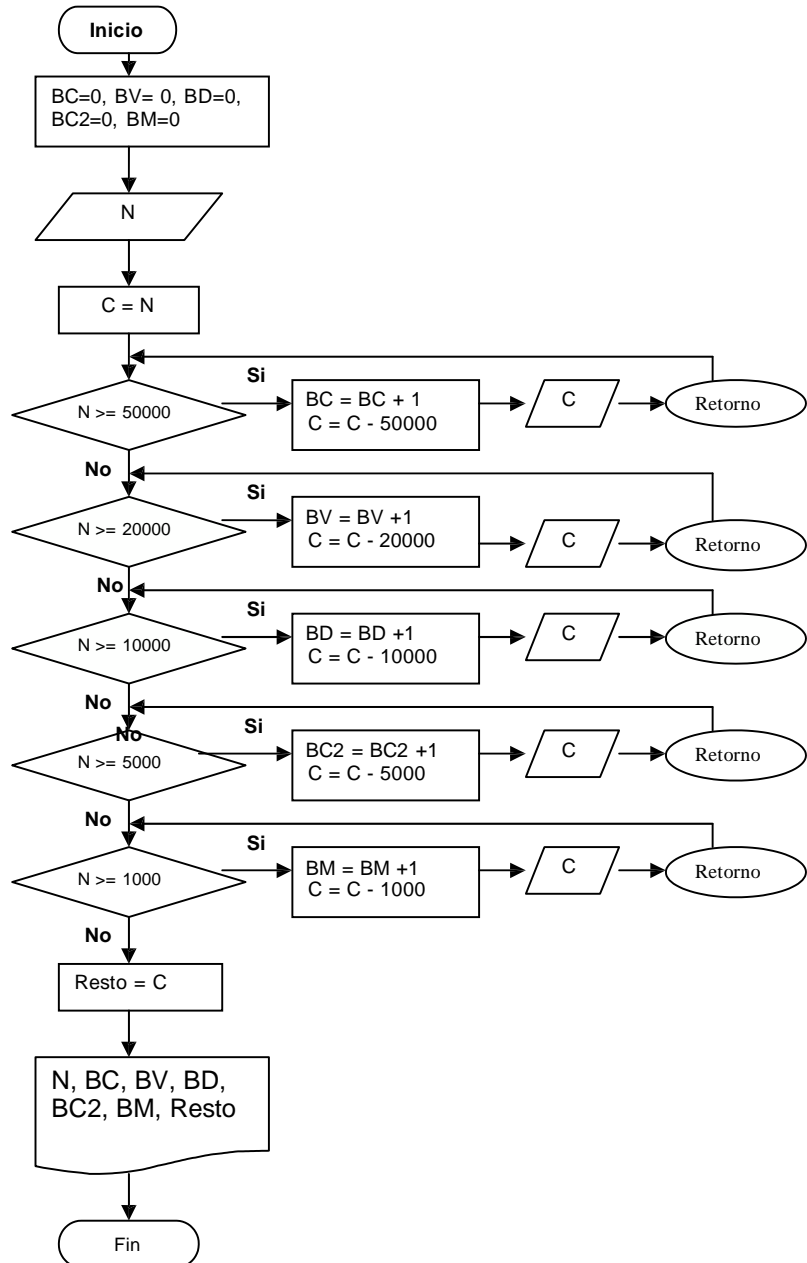 Inicio
BC=0, BV= 0, BD=0,
BC2=0, BM=0
N
C = N
N >= 50000
Si
BC = BC + 1
C = C - 50000
C
Retorno
No
N >= 20000
Si
BV = BV +1
C = C - 20000
C
Retorno
No
N >= 10000
Si
BD = BD +1
C = C - 10000
C
Retorno
No
No
N >= 5000
Si
BC2 = BC2 +1
C = C - 5000
C
Retorno
No
N >= 1000
Si
BM = BM +1
C = C - 1000
C
Retorno
No
Resto = C
N, BC, BV, BD,
BC2, BM, Resto
Fin